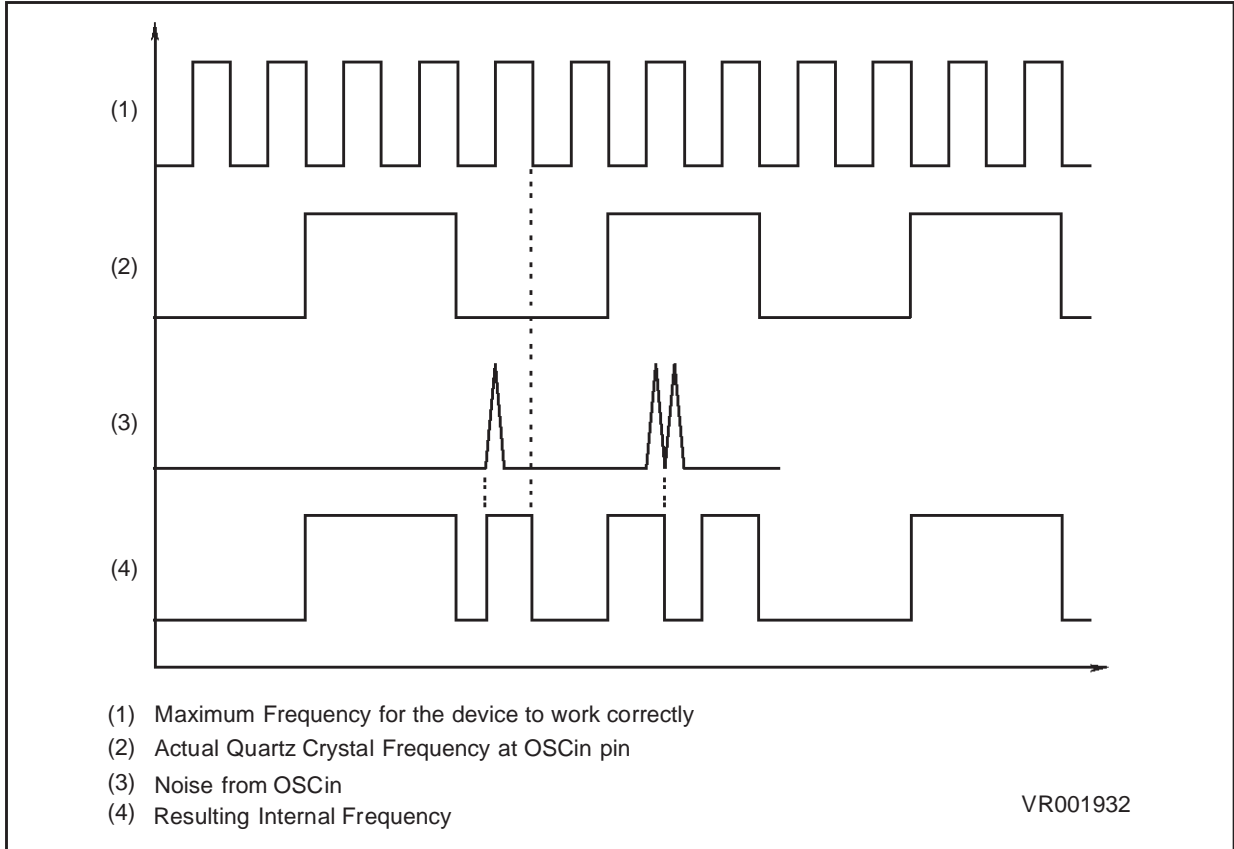 (1)
(2)
(3)
(4)
(1) Maximum Frequency for the device to work correctly
(2) Actual Quartz Crystal Frequency at OSCin pin
(3) Noise from OSCin
(4) Resulting Internal Frequency
VR001932